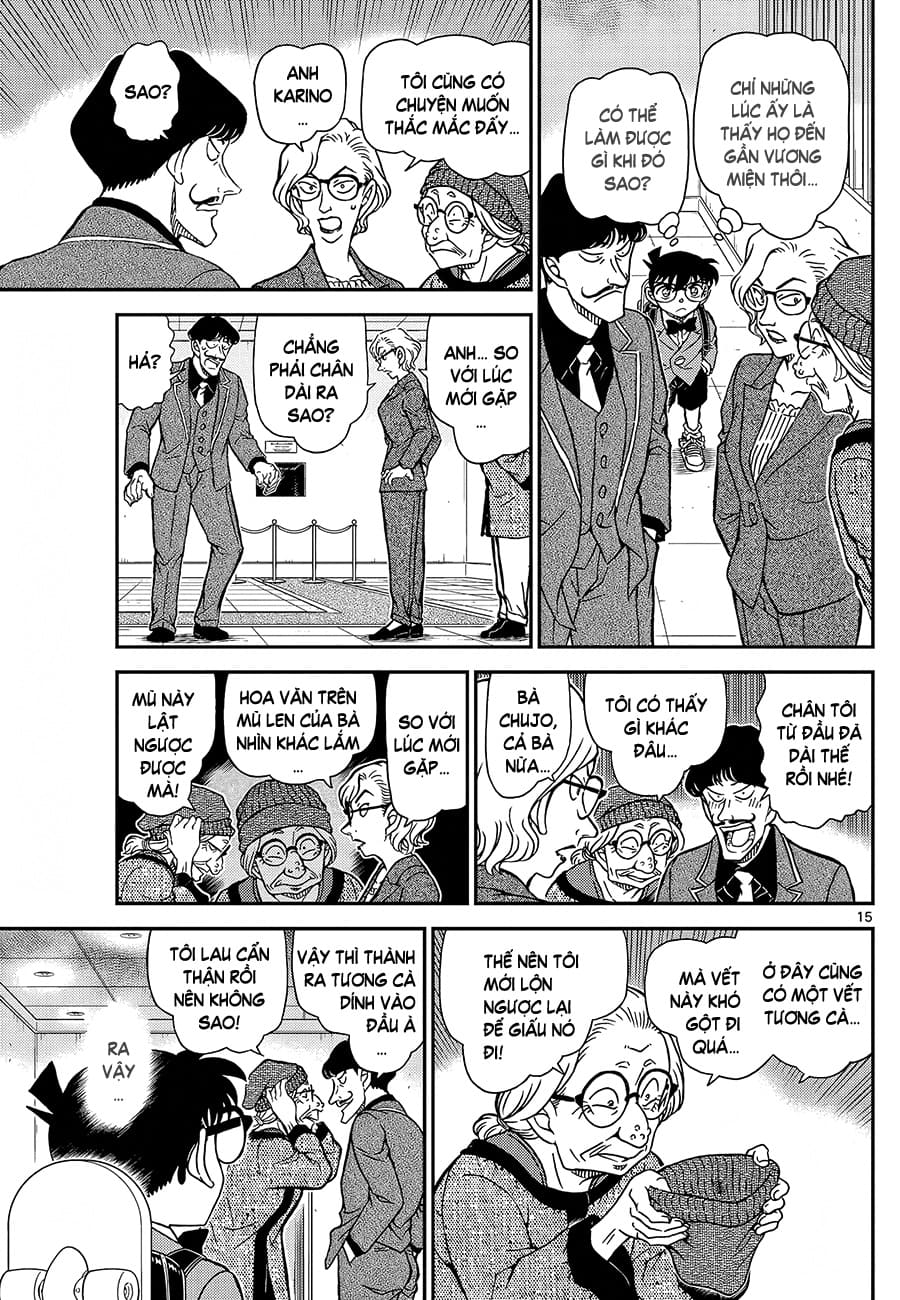 CHỈ NHỮNG
LÚC ẤY LÀ
THẤY HỌ ĐẾN
GẦN VƯƠNG
MIỆN THÔI...
CÓ THỂ
LÀM ĐƯỢC
GÌ KHI ĐÓ
SAO?
TÔI CŨNG CÓ
CHUYỆN MUỐN
THẮC MẮC ĐẤY...
ANH
KARINO
...
SAO?
ANH... SO
VỚI LÚC
MỚI GẶP
...
CHẲNG
PHẢI CHÂN
DÀI RA
SAO?
HẢ?
CHÂN TÔI
TỪ ĐẦU ĐÃ
DÀI THẾ
RỒI NHÉ!
TÔI CÓ THẤY
GÌ KHÁC
ĐÂU...
BÀ
CHUJO,
CẢ BÀ
NỮA...
SO VỚI
LÚC MỚI
GẶP...
HOA VĂN TRÊN
MŨ LEN CỦA BÀ
NHÌN KHÁC LẮM
...
MŨ NÀY
LẬT
NGƯỢC
ĐƯỢC
MÀ!
15
Ở ĐÂY CŨNG
CÓ MỘT VẾT
TƯƠNG CÀ...
MÀ VẾT
NÀY KHÓ
GỘT ĐI
QUÁ...
THẾ NÊN TÔI
MỚI LỘN
NGƯỢC LẠI
ĐỂ GIẤU NÓ
ĐI!
VẬY THÌ THÀNH
RA TƯƠNG CÀ
DÍNH VÀO
ĐẦU À
...
TÔI LAU CẨN
THẬN RỒI
NÊN KHÔNG
SAO!
RA
VẬY
...